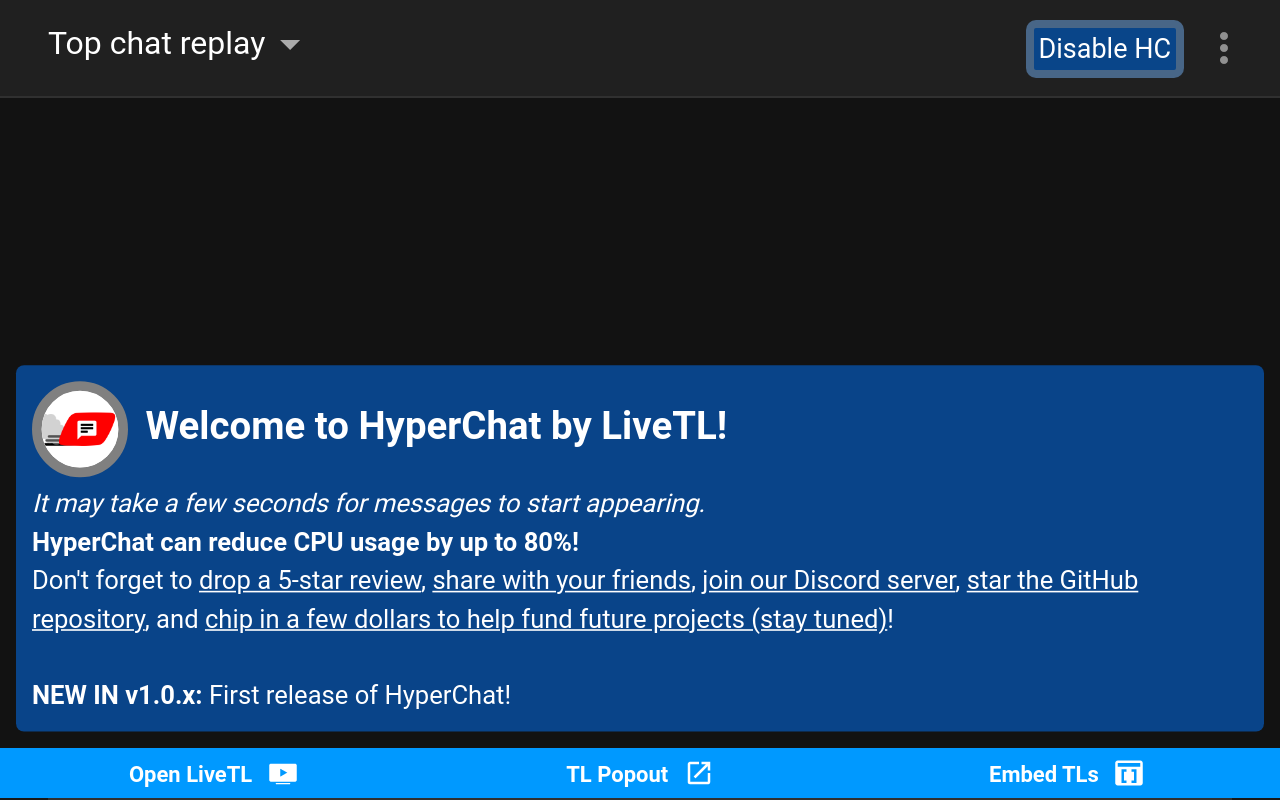 Top chat replay
Disable HC
Welcome to HyperChat by LiveTL!
It may take a few seconds for messages to start appearing.
HyperChat can reduce CPU usage by up to 80%!
Don't forget to drop a 5-star review, share with your friends, join our Discord server, star the GitHub
repository, and chip in a few dollars to help fund future projects (stay tuned)!
NEW IN v1.0.x: First release of HyperChat!
Open LiveTL
TL Popout
Embed TLs